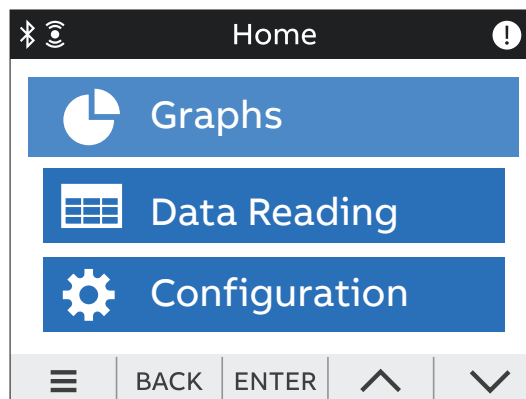 Home
Graphs
Data Reading
Configuration
BACK ENTER